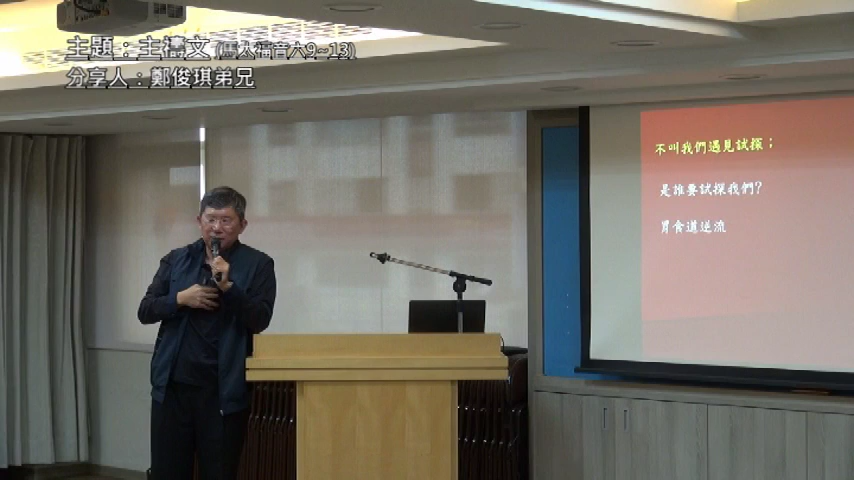 主題：主禱文 (馬太福音六9~13)
分享人：鄭俊琪弟兄
不叫我們遇見試探；
是誰要試探我們?
胃食道逆流